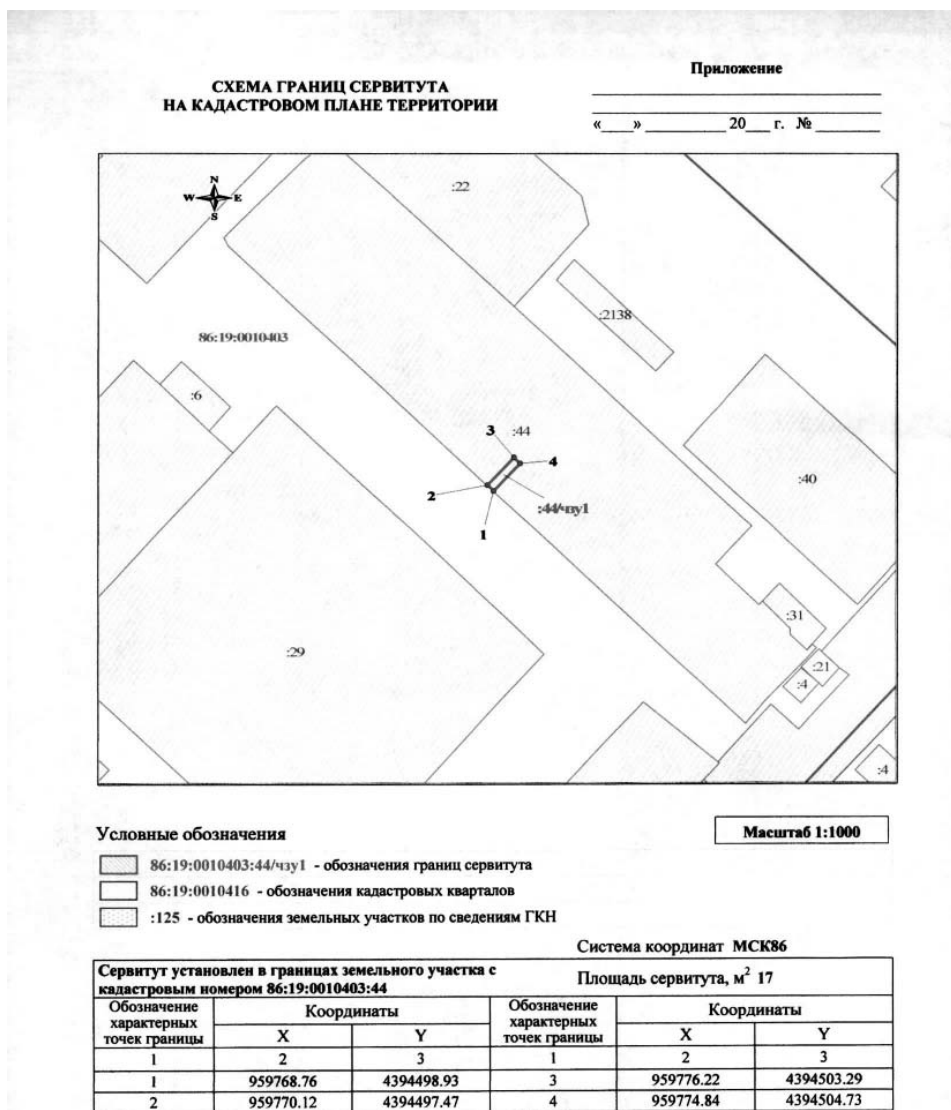 Приложение
СХЕМА ГРАНИЦ СЕРВИТУТА
НА КАДАСТРОВОМ ПЛАНЕ ТЕРРИТОРИИ
«____» __________ 20___ г. № ________
N
W E
S
:22
:2138
86:19:0010403
:6
3 :44
4
:40
2
:44/чзу1
1
:31
:29
:21
:4
:4
Условные обозначения
Масштаб 1:1000
86:19:0010403:44/чзу1 - обозначения границ сервитута
86:19:0010416 - обозначения кадастровых кварталов
:125 - обозначения земельных участков по сведениям ГКН
Система координат МСК86
Сервитут установлен в границах земельного участка с
кадастровым номером 86:19:0010403:44
Площадь сервитута, м² 17
Обозначение характерных точек границы Координаты Обозначение характерных точек границы Координаты
X Y X Y
1 2 3 1 2 3
1 959768.76 4394498.93 3 959776.22 4394503.29
2 959770.12 4394497.47 4 959774.84 4394504.73